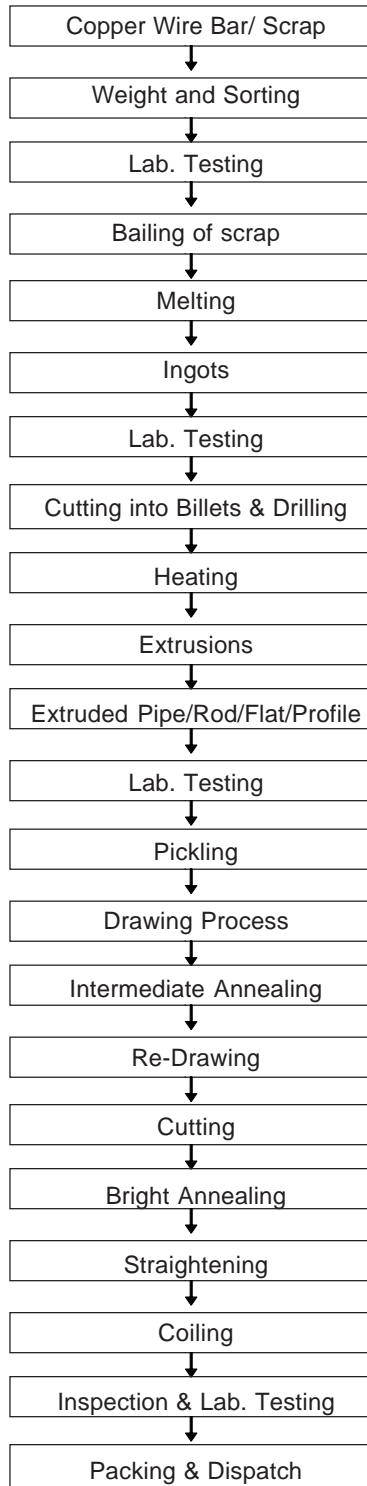 Copper Wire Bar/ Scrap
Weight and Sorting
Lab. Testing
Bailing of scrap
Melting
Ingots
Lab. Testing
Cutting into Billets & Drilling
Heating
Extrusions
Extruded Pipe/Rod/Flat/Profile
Lab. Testing
Pickling
Drawing Process
Intermediate Annealing
Re-Drawing
Cutting
Bright Annealing
Straightening
Coiling
Inspection & Lab. Testing
Packing & Dispatch